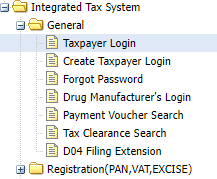 Integrated Tax System
General
Taxpayer Login
Create Taxpayer Login
Forgot Password
Drug Manufacturer's Login
Payment Voucher Search
Tax Clearance Search
D04 Filing Extension
Registration(PAN,VAT,EXCISE)